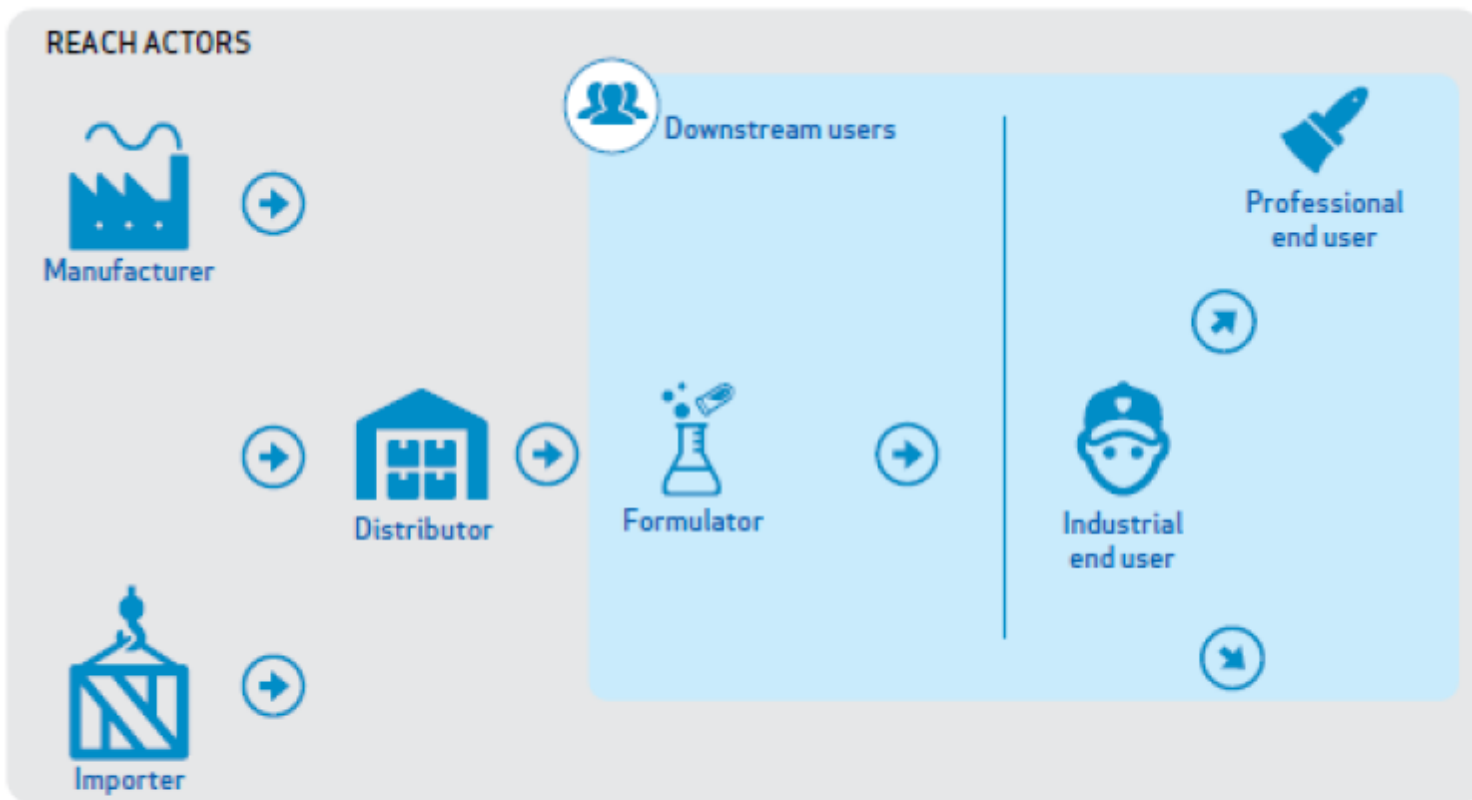 REACH ACTORS
Downstream users
Professional
end user
Manufacturer
Distributor
Formulator
Industrial
end user
Importer